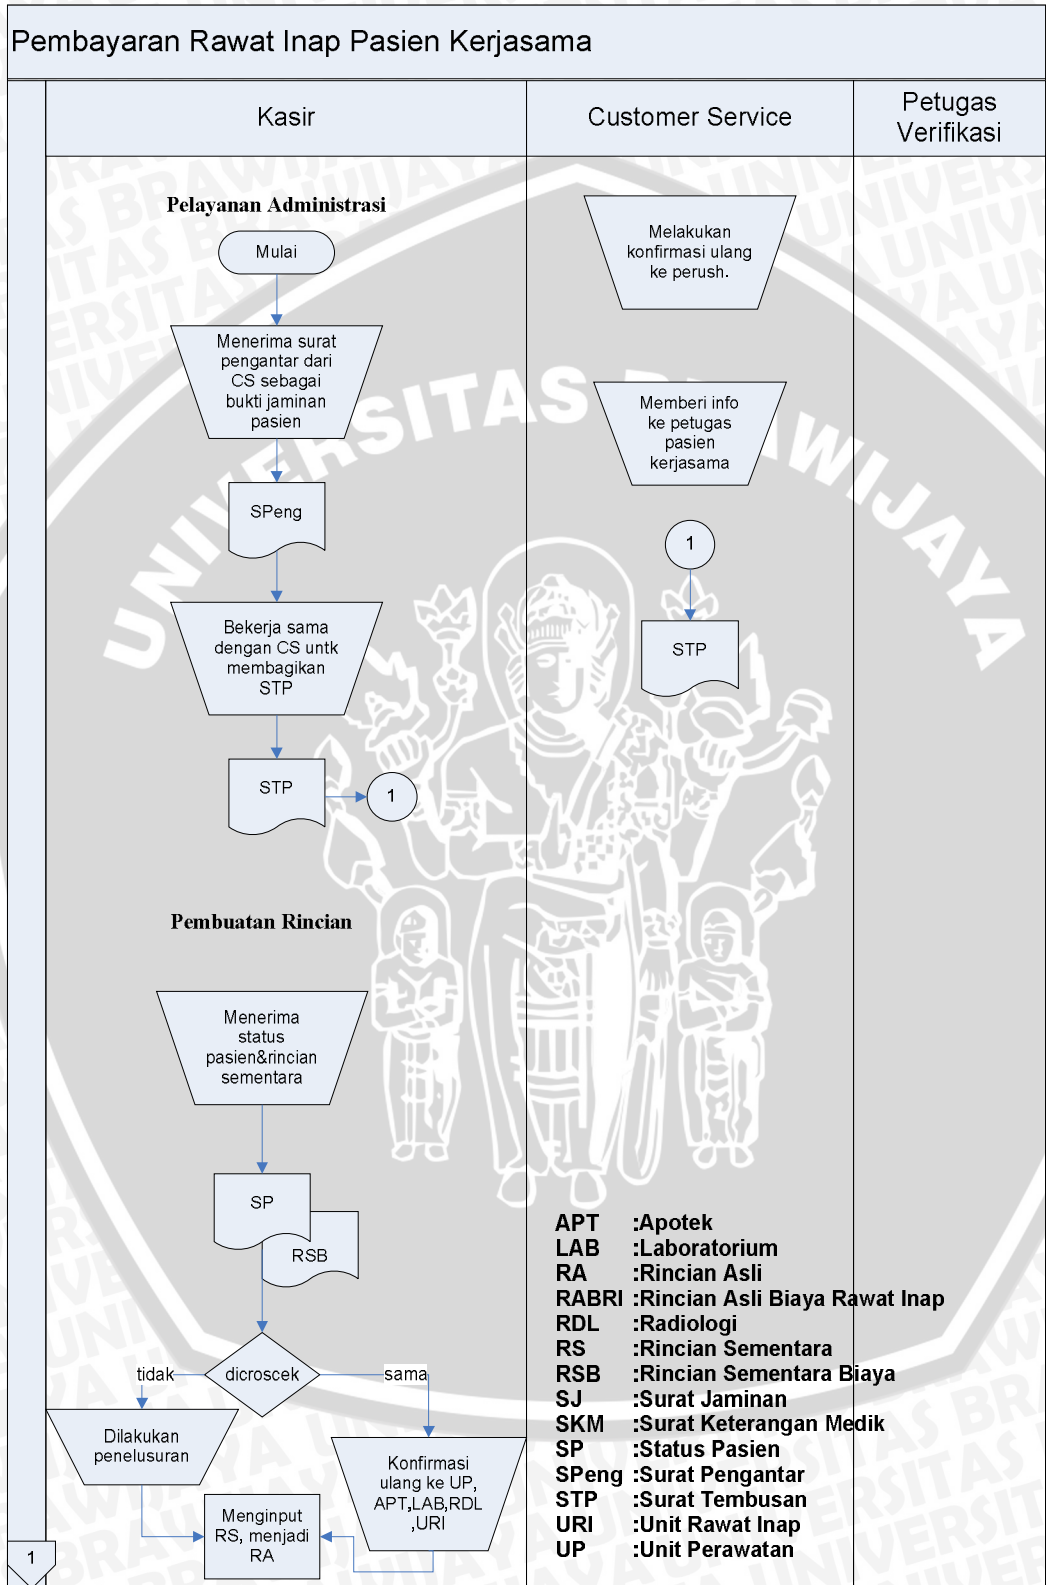 Pembayaran Rawat Inap Pasien Kerjasama
Kasir
Customer Service
Petugas
Verifikasi
Pelayanan Administrasi
Mulai
Menerima surat
pengantar dari
CS sebagai
bukti jaminan
pasien
SPeng
Bekerja sama
dengan CS untk
membagikan
STP
STP
1
Melakukan
konfirmasi ulang
ke perush.
Memberi info
ke petugas
pasien
kerjasama
1
STP
Pembuatan Rincian
Menerima
status
pasien&rincian
sementara
SP
RSB
dicroscek
tidak
sama
Dilakukan
penelusuran
Konfirmasi
ulang ke UP,
APT,LAB,RDL
,URI
Menginput
RS, menjadi
RA
1
APT :Apotek
LAB :Laboratorium
RA :Rincian Asli
RABRI :Rincian Asli Biaya Rawat Inap
RDL :Radiologi
RS :Rincian Sementara
RSB :Rincian Sementara Biaya
SJ :Surat Jaminan
SKM :Surat Keterangan Medik
SP :Status Pasien
SPeng :Surat Pengantar
STP :Surat Tembusan
URI :Unit Rawat Inap
UP :Unit Perawatan
UNIVERSITAS BRAWIJAYA